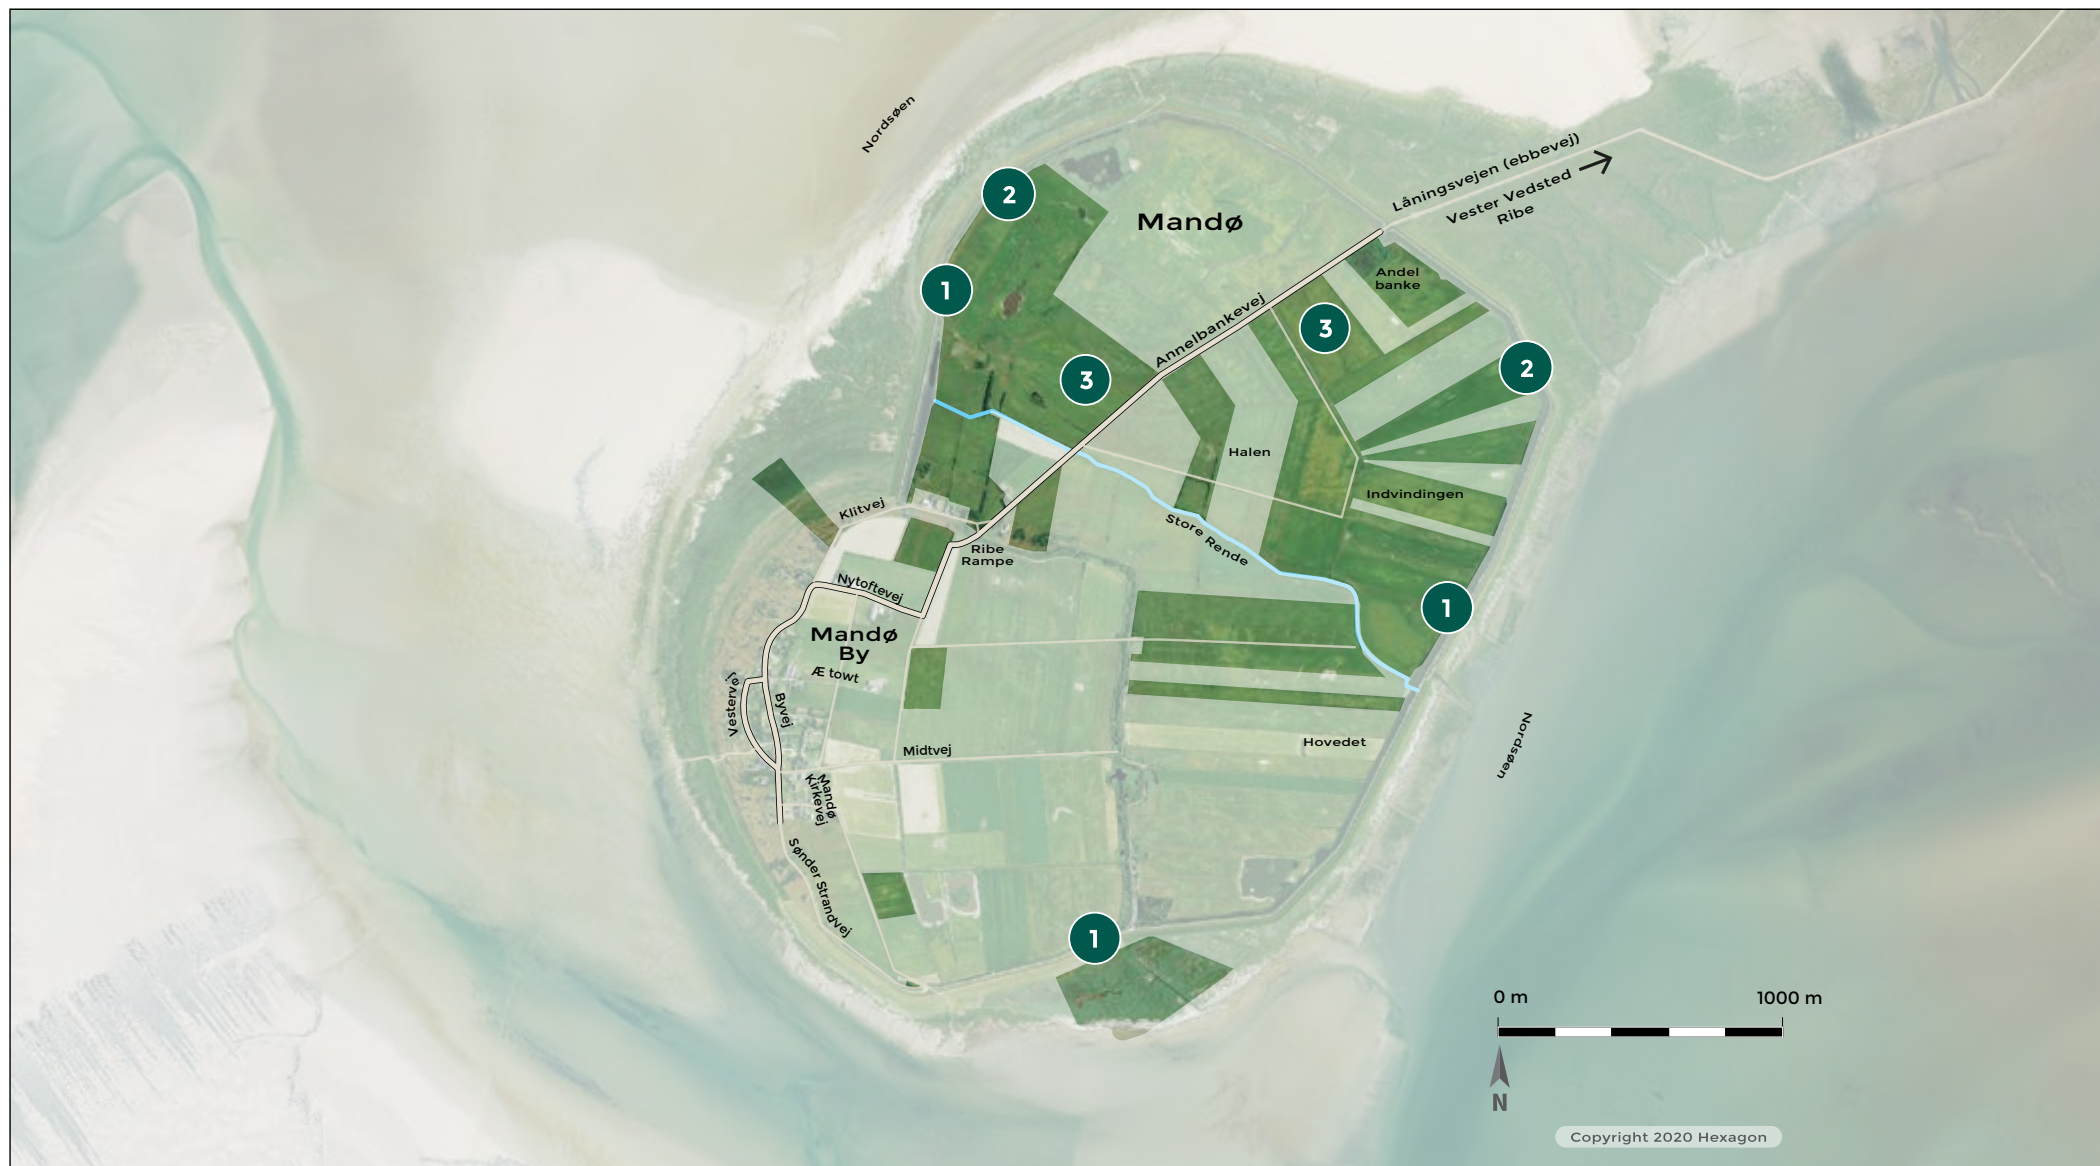 Nordsøen
Låningsvejen (ebbevej)
Vester Vedsted
Ribe
2
Mandø
1
Andel
banke
Annelbankevej
3
3
2
Halen
Indvindingen
Klitvej
Store Rende
Ribe
Rampe
Nytoftevej
1
Mandø
By
Æ towt
Vestervej
Byvej
Nordsøen
Hovedet
Midtvej
Mandø
Kirkevej
Sønder Strandvej
1
0 m
1000 m
N
Copyright 2020 Hexagon